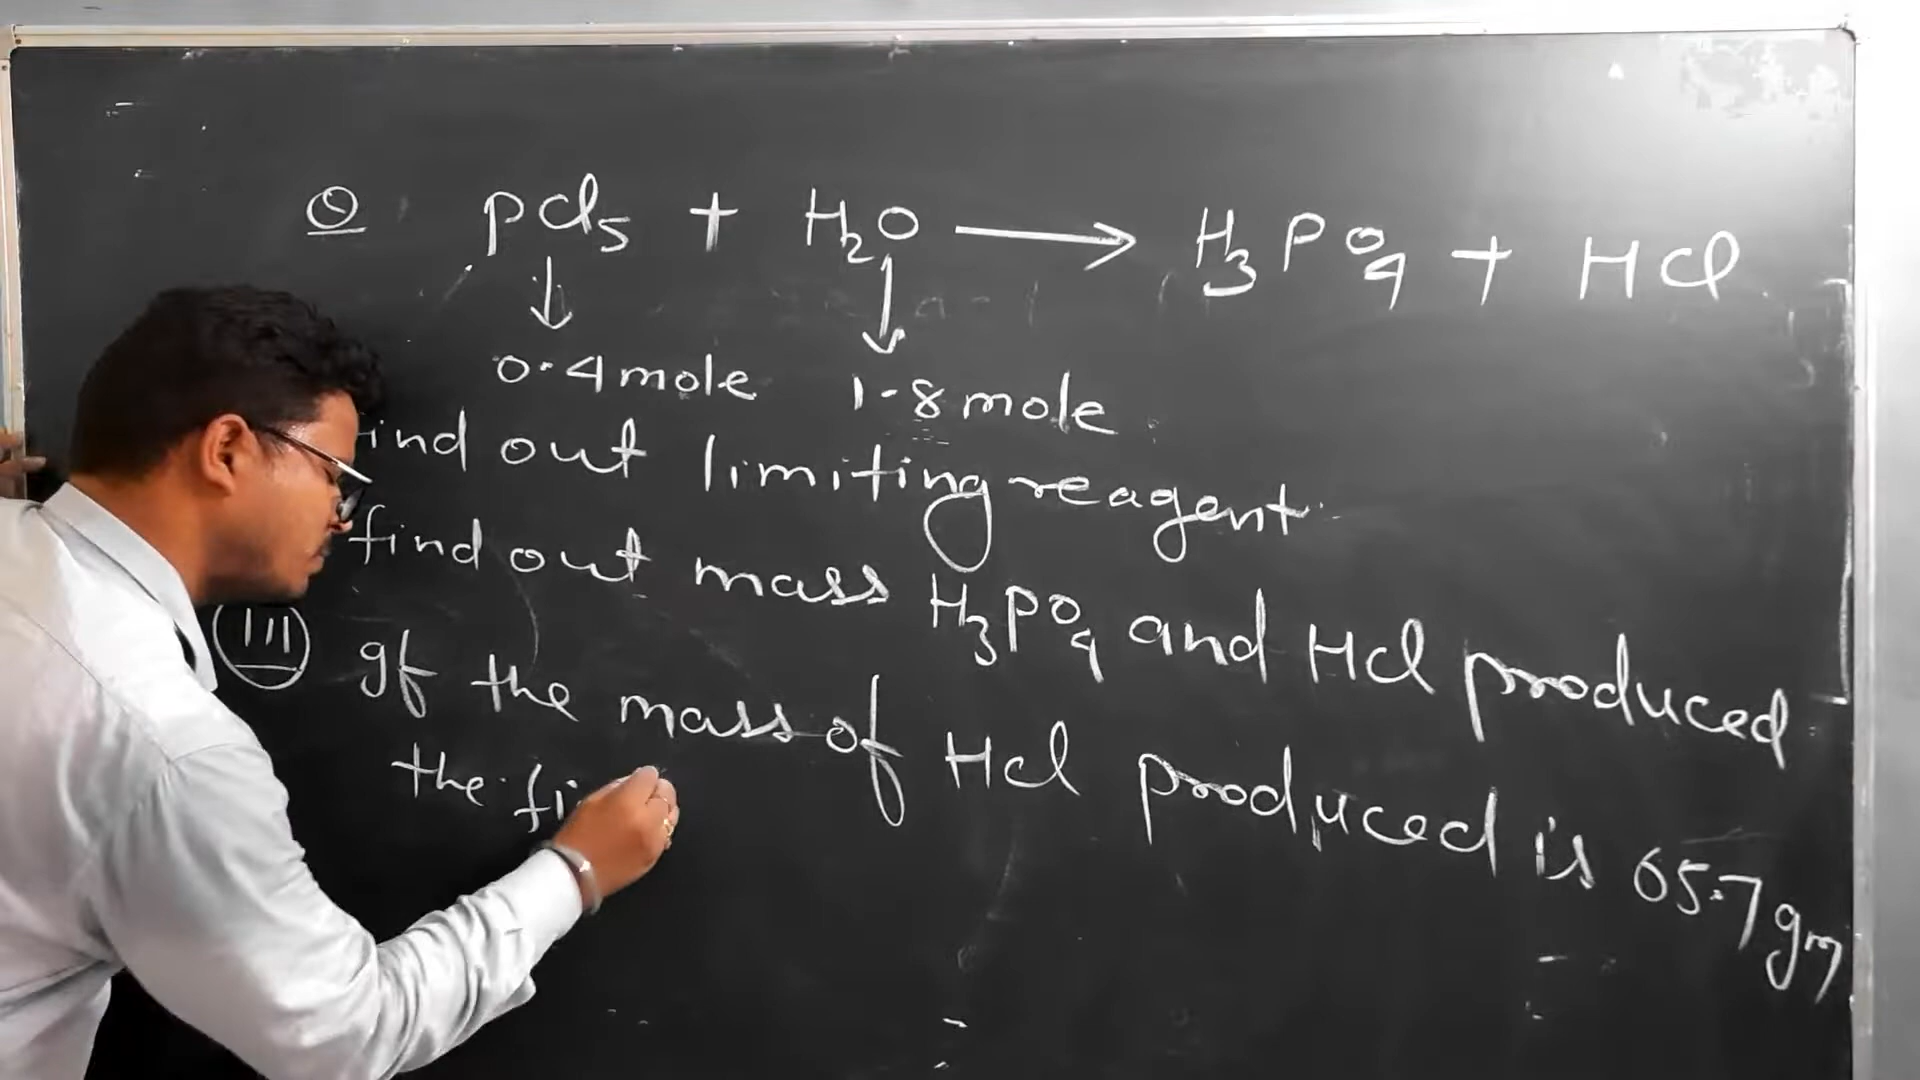 Q PCl5 + H2O → H3PO4 + HCl
↓ ↓
0.4 mole 1.8 mole
ind out limiting reagent.
find out mass H3PO4 and HCl produced
III If the mass of HCl produced is 65.7 gm
the fi